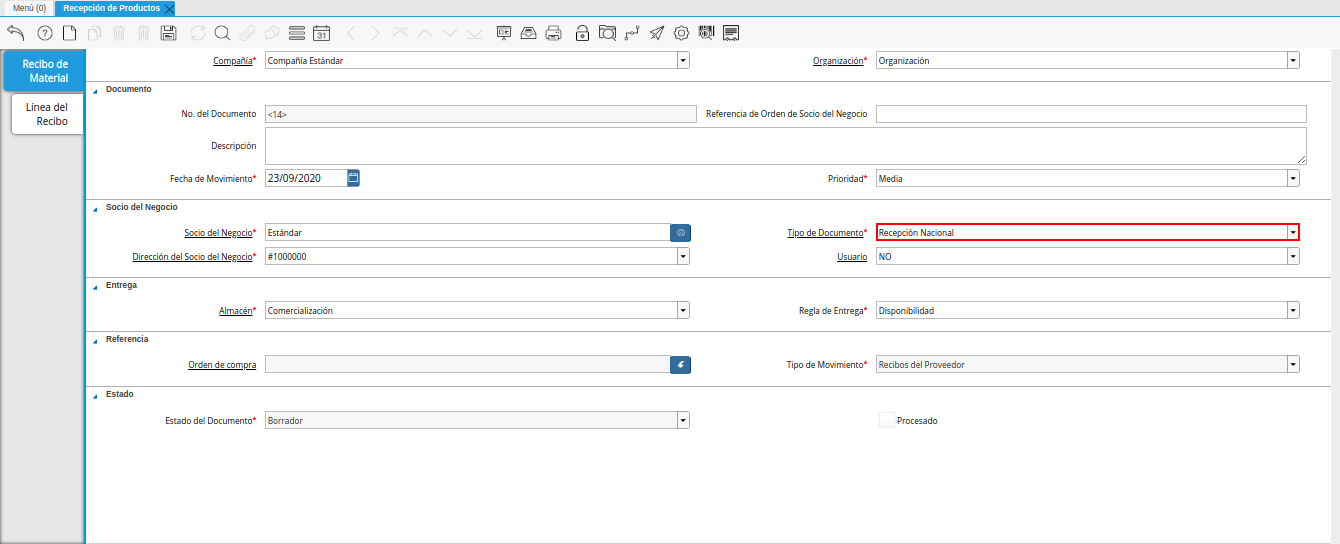 Menú (0)
Recepción de Productos
31
Recibo de
Material
Línea del
Recibo
Compañía* Compañía Estándar
Organización* Organización
Documento
No. del Documento <14>
Referencia de Orden de Socio del Negocio
Descripción
Fecha de Movimiento* 23/09/2020
Prioridad* Media
Socio del Negocio
Socio del Negocio* Estándar
Tipo de Documento* Recepción Nacional
Dirección del Socio del Negocio* #1000000
Usuario NO
Entrega
Almacén* Comercialización
Regla de Entrega* Disponibilidad
Referencia
Orden de compra
Tipo de Movimiento* Recibos del Proveedor
Estado
Estado del Documento* Borrador
Procesado